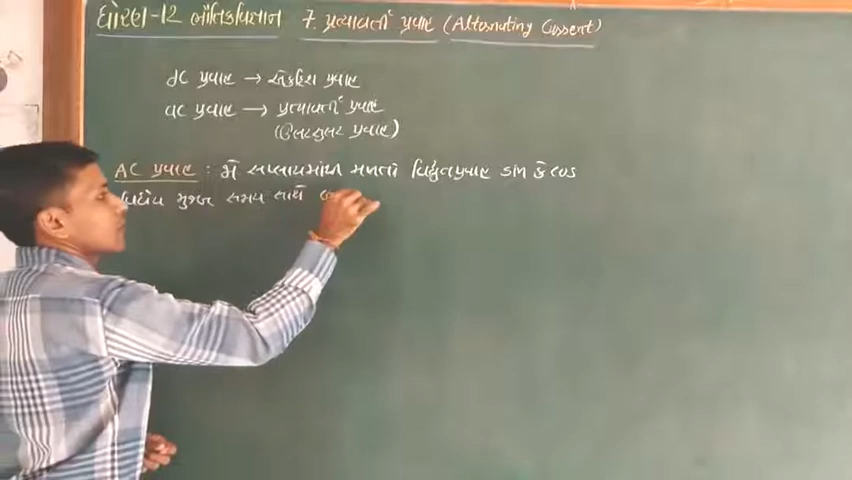 ધોરણ-12 ભૌતિકવિજ્ઞાન 7. પ્રત્યાવર્તી પ્રવાહ (Alternating Current)
dc પ્રવાહ → એકદિશ પ્રવાહ
ac પ્રવાહ → પ્રત્યાવર્તી પ્રવાહ
(ઉલટસુલટ પ્રવાહ)
AC પ્રવાહ : જે સપ્લાયમાંથી મળતો વિદ્યુતપ્રવાહ sin કે cos
વિધેય મુજબ સમય સાથે